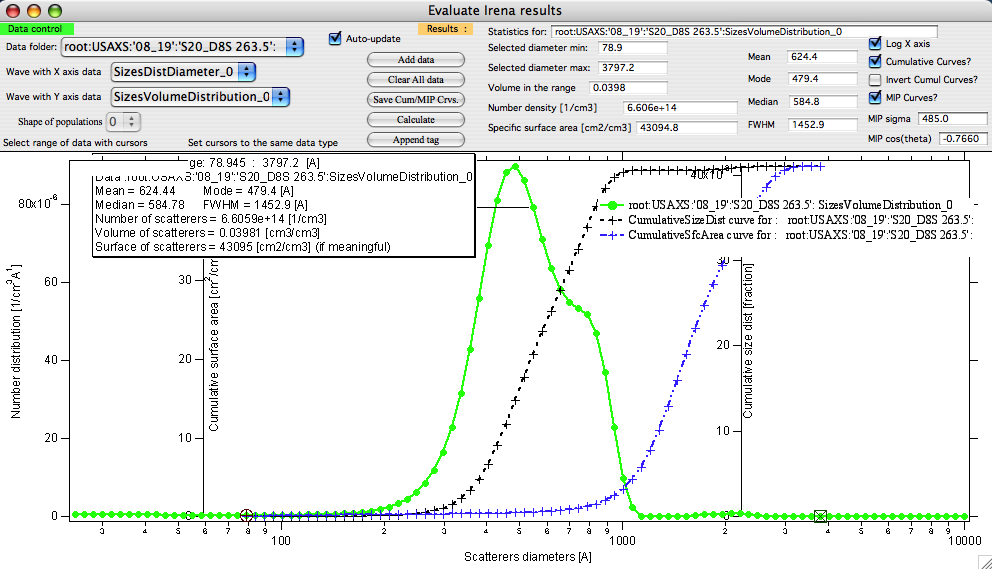 Evaluate Irena results
Data control
Data folder: root:USAXS:'08_19':'S20_D8S 263.5':
Wave with X axis data SizesDistDiameter_0
Wave with Y axis data SizesVolumeDistribution_0
Shape of populations 0
Select range of data with cursors Set cursors to the same data type
Auto-update
Add data
Clear All data
Save Cum/MIP Crvs.
Calculate
Append tag
Results :
Statistics for: root:USAXS:'08_19':'S20_D8S 263.5':SizesVolumeDistribution_0
Selected diameter min: 78.9
Selected diameter max: 3797.2
Volume in the range 0.0398
Number density [1/cm3] 6.606e+14
Specific surface area [cm2/cm3] 43094.8
Mean 624.4
Mode 479.4
Median 584.8
FWHM 1452.9
Log X axis
Cumulative Curves?
Invert Cumul Curves?
MIP Curves?
MIP sigma 485.0
MIP cos(theta) -0.7660
ge: 78.945 : 3797.2 [A]
Data :root:USAXS:'08_19':'S20_D8S 263.5':SizesVolumeDistribution_0
Mean = 624.44 Mode = 479.4 [A]
Median = 584.78 FWHM = 1452.9 [A]
Number of scatterers = 6.6059e+14 [1/cm3]
Volume of scatterers = 0.03981 [cm3/cm3]
Surface of scatterers = 43095 [cm2/cm3] (if meaningful)
root:USAXS:'08_19':'S20_D8S 263.5': SizesVolumeDistribution_0
CumulativeSizeDist curve for : root:USAXS:'08_19':'S20_D8S 263.5':
CumulativeSfcArea curve for : root:USAXS:'08_19':'S20_D8S 263.5':
Number distribution [1/cm³A¹]
80x10⁻⁶
60
40
20
0
Cumulative surface area [cm²/cm
30
20
10
0
Cumulative size dist [fraction]
40x10⁻³
30
20
10
3 4 5 6 7 8 9 100 2 3 4 5 6 7 8 9 1000 2 3 4 5 6 7 8 9 10000
Scatterers diameters [A]